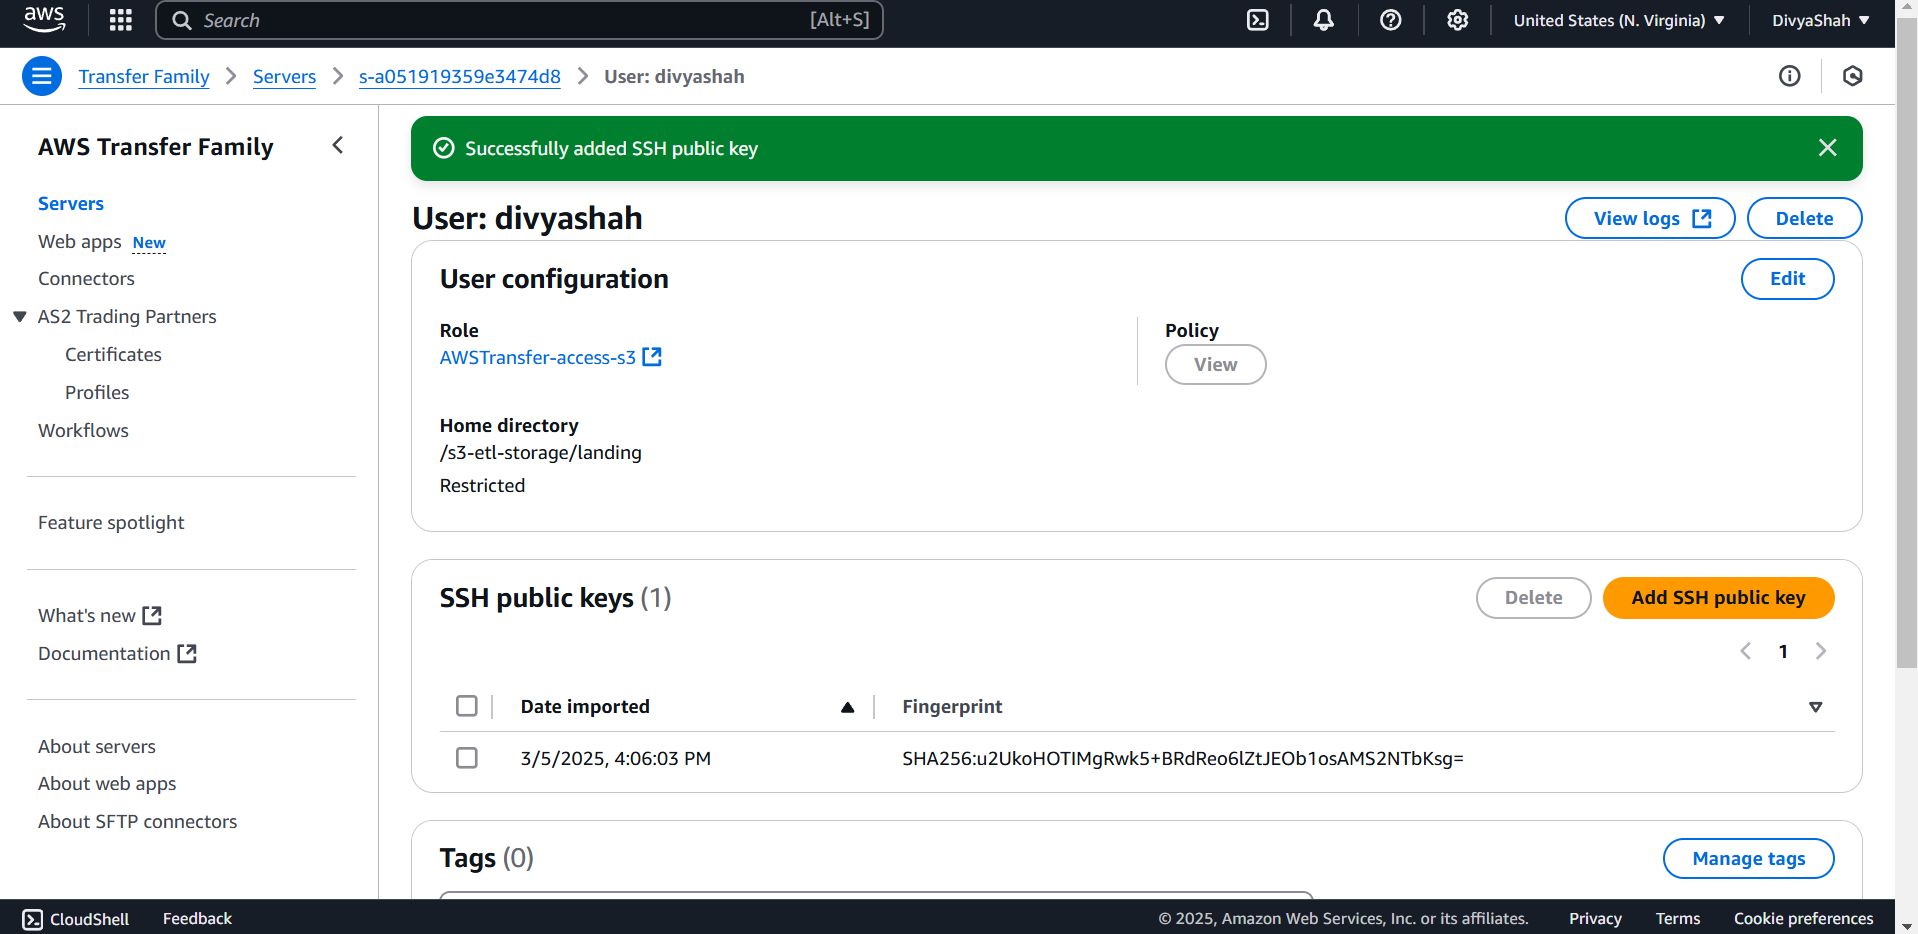 aws
Search [Alt+S]
United States (N. Virginia)
DivyaShah
Transfer Family
Servers
s-a051919359e3474d8
User: divyashah
AWS Transfer Family
Servers
Web apps New
Connectors
AS2 Trading Partners
Certificates
Profiles
Workflows
Feature spotlight
What's new
Documentation
About servers
About web apps
About SFTP connectors
Successfully added SSH public key
User: divyashah
View logs
Delete
User configuration
Edit
Role
AWSTransfer-access-s3
Policy
View
Home directory
/s3-etl-storage/landing
Restricted
SSH public keys (1)
Delete
Add SSH public key
1
Date imported
Fingerprint
3/5/2025, 4:06:03 PM
SHA256:u2UkoHOTIMgRwk5+BRdReo6lZtJEOb1osAMS2NTbKsg=
Tags (0)
Manage tags
CloudShell
Feedback
© 2025, Amazon Web Services, Inc. or its affiliates.
Privacy
Terms
Cookie preferences